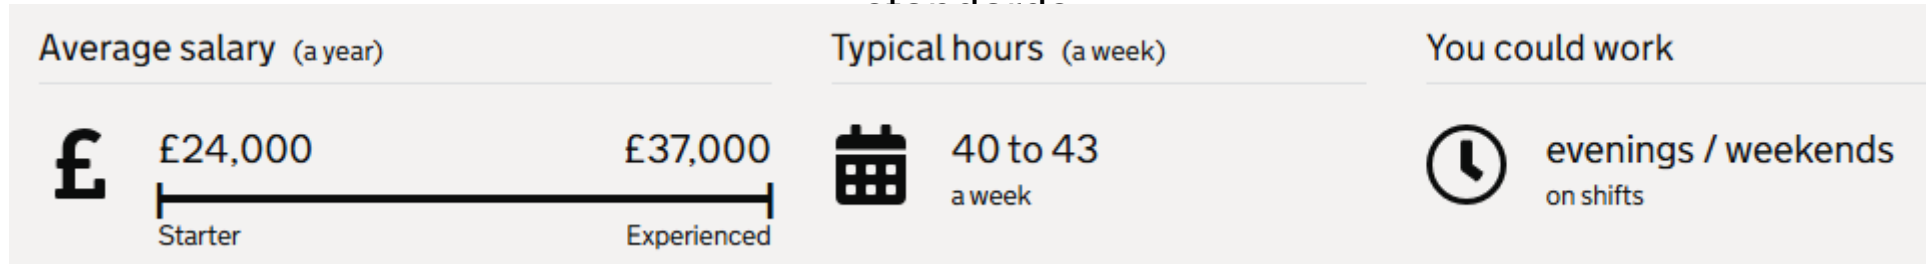 Average salary (a year)
£24,000 £37,000
Starter Experienced
Typical hours (a week)
40 to 43
a week
You could work
evenings / weekends
on shifts